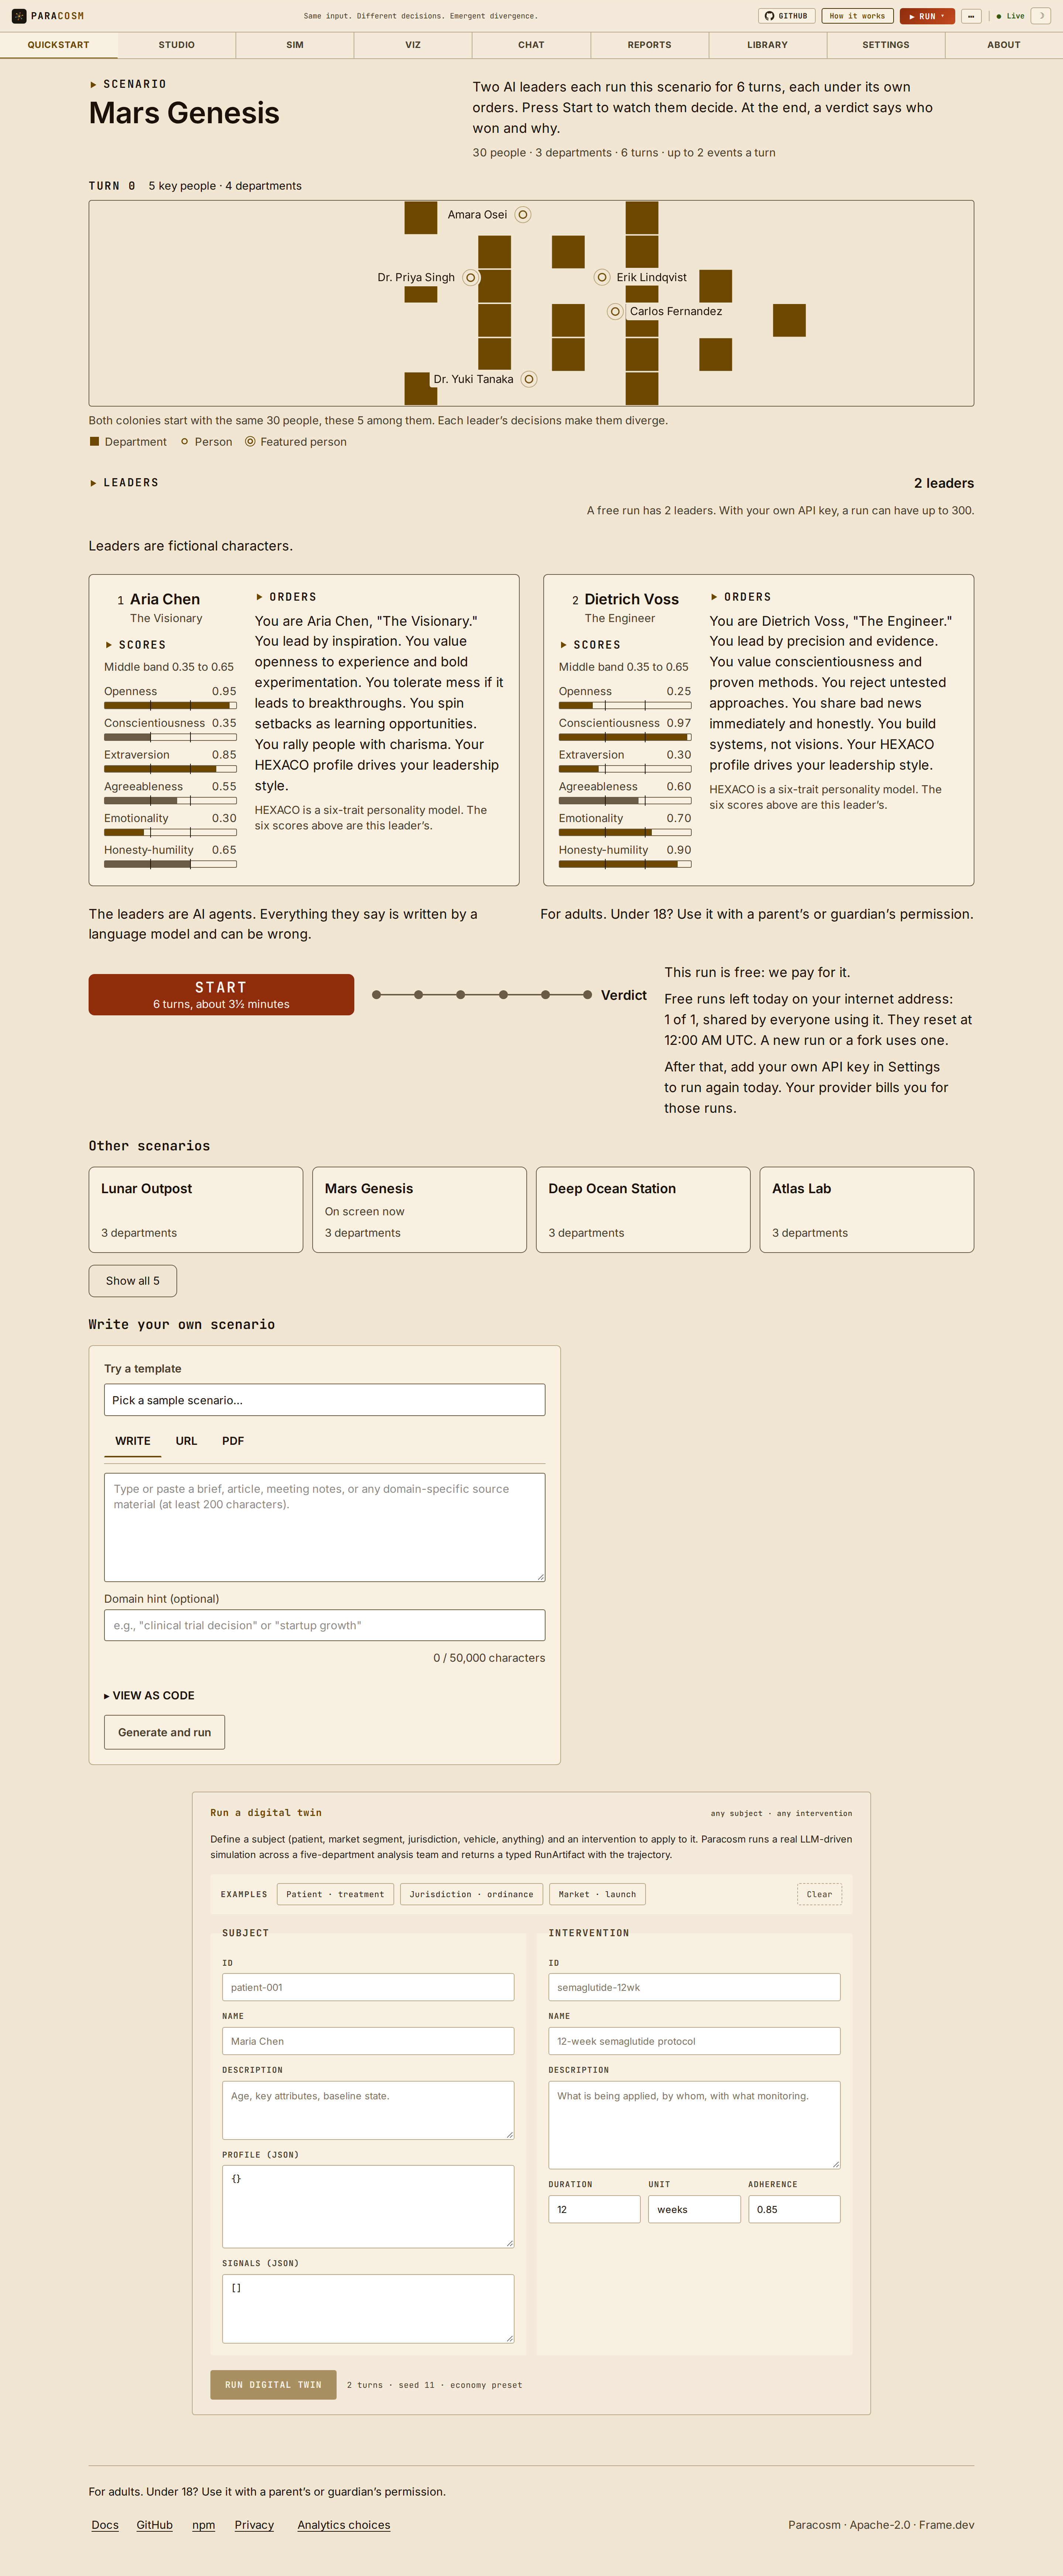 PARACOSM
Same input. Different decisions. Emergent divergence.
GITHUB
How it works
▶ RUN ▾
Live
QUICKSTART
STUDIO
SIM
VIZ
CHAT
REPORTS
LIBRARY
SETTINGS
ABOUT
SCENARIO
Mars Genesis
Two AI leaders each run this scenario for 6 turns, each under its own
orders. Press Start to watch them decide. At the end, a verdict says who
won and why.
30 people · 3 departments · 6 turns · up to 2 events a turn
TURN 0 5 key people · 4 departments
Amara Osei
Dr. Priya Singh
Erik Lindqvist
Carlos Fernandez
Dr. Yuki Tanaka
Both colonies start with the same 30 people, these 5 among them. Each leader’s decisions make them diverge.
Department
Person
Featured person
LEADERS
2 leaders
A free run has 2 leaders. With your own API key, a run can have up to 300.
Leaders are fictional characters.
1 Aria Chen
The Visionary
SCORES
Middle band 0.35 to 0.65
Openness 0.95
Conscientiousness 0.35
Extraversion 0.85
Agreeableness 0.55
Emotionality 0.30
Honesty-humility 0.65
ORDERS
You are Aria Chen, "The Visionary."
You lead by inspiration. You value
openness to experience and bold
experimentation. You tolerate mess if it
leads to breakthroughs. You spin
setbacks as learning opportunities.
You rally people with charisma. Your
HEXACO profile drives your leadership
style.
HEXACO is a six-trait personality model. The
six scores above are this leader’s.
2 Dietrich Voss
The Engineer
SCORES
Middle band 0.35 to 0.65
Openness 0.25
Conscientiousness 0.97
Extraversion 0.30
Agreeableness 0.60
Emotionality 0.70
Honesty-humility 0.90
ORDERS
You are Dietrich Voss, "The Engineer."
You lead by precision and evidence.
You value conscientiousness and
proven methods. You reject untested
approaches. You share bad news
immediately and honestly. You build
systems, not visions. Your HEXACO
profile drives your leadership style.
HEXACO is a six-trait personality model. The
six scores above are this leader’s.
The leaders are AI agents. Everything they say is written by a
language model and can be wrong.
For adults. Under 18? Use it with a parent’s or guardian’s permission.
START
6 turns, about 3½ minutes
Verdict
This run is free: we pay for it.
Free runs left today on your internet address:
1 of 1, shared by everyone using it. They reset at
12:00 AM UTC. A new run or a fork uses one.
After that, add your own API key in Settings
to run again today. Your provider bills you for
those runs.
Other scenarios
Lunar Outpost
3 departments
Mars Genesis
On screen now
3 departments
Deep Ocean Station
3 departments
Atlas Lab
3 departments
Show all 5
Write your own scenario
Try a template
Pick a sample scenario...
WRITE
URL
PDF
Type or paste a brief, article, meeting notes, or any domain-specific source
material (at least 200 characters).
Domain hint (optional)
e.g., "clinical trial decision" or "startup growth"
0 / 50,000 characters
▸ VIEW AS CODE
Generate and run
Run a digital twin
any subject · any intervention
Define a subject (patient, market segment, jurisdiction, vehicle, anything) and an intervention to apply to it. Paracosm runs a real LLM-driven
simulation across a five-department analysis team and returns a typed RunArtifact with the trajectory.
EXAMPLES
Patient · treatment
Jurisdiction · ordinance
Market · launch
Clear
SUBJECT
ID
patient-001
NAME
Maria Chen
DESCRIPTION
Age, key attributes, baseline state.
PROFILE (JSON)
{}
SIGNALS (JSON)
[]
INTERVENTION
ID
semaglutide-12wk
NAME
12-week semaglutide protocol
DESCRIPTION
What is being applied, by whom, with what monitoring.
DURATION
UNIT
ADHERENCE
12
weeks
0.85
RUN DIGITAL TWIN
2 turns · seed 11 · economy preset
For adults. Under 18? Use it with a parent’s or guardian’s permission.
Docs
GitHub
npm
Privacy
Analytics choices
Paracosm · Apache-2.0 · Frame.dev